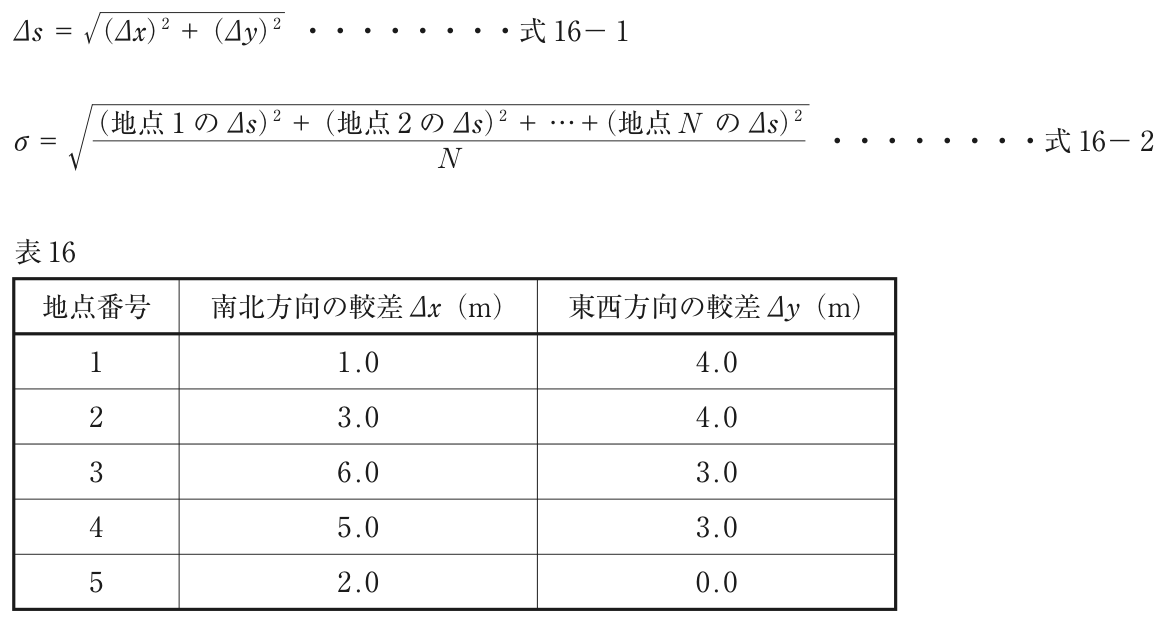 Δs = √(Δx)² + (Δy)² ・・・・・・・・式 16－1
σ = √(地点 1 の Δs)² + (地点 2 の Δs)² + … + (地点 N の Δs)² / N ・・・・・・・・式 16－2
表 16
地点番号 南北方向の較差 Δx（m） 東西方向の較差 Δy（m）
1 1.0 4.0
2 3.0 4.0
3 6.0 3.0
4 5.0 3.0
5 2.0 0.0